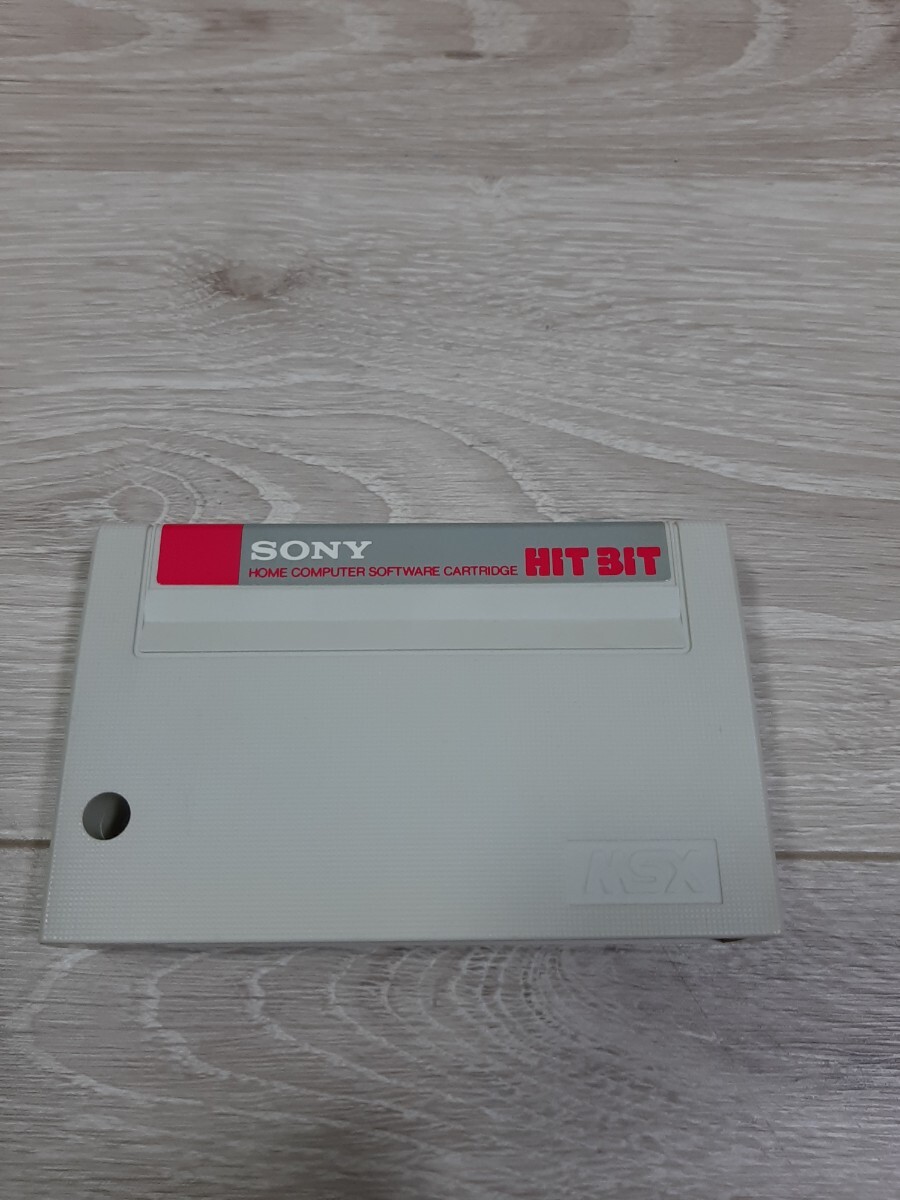 SONY
HOME COMPUTER SOFTWARE CARTRIDGE HIT BIT
MSX